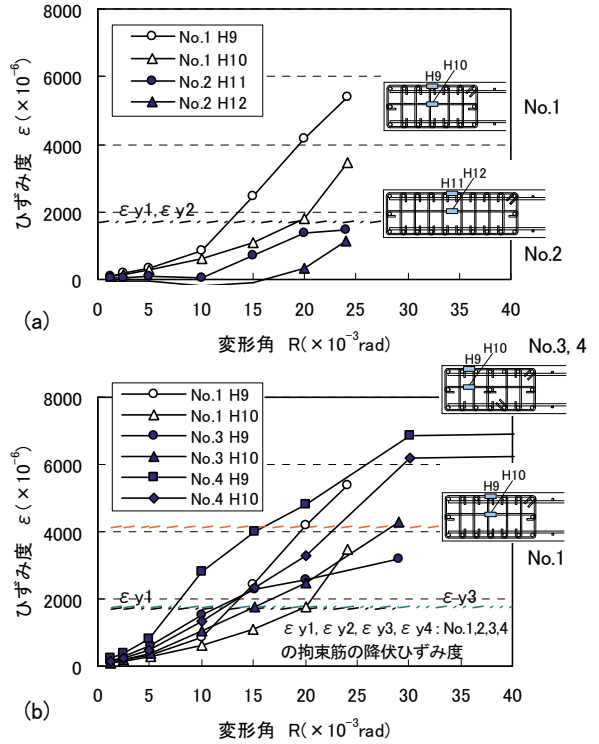 (a)
8000
6000
4000
2000
0
ひずみ度 ε(×10⁻⁶)
No.1 H9
No.1 H10
No.2 H11
No.2 H12
εy1,εy2
H10
H9
No.1
H12
H11
No.2
0 5 10 15 20 25 30 35 40
変形角 R(×10⁻³rad)
(b)
8000
6000
4000
2000
0
ひずみ度 ε(×10⁻⁶)
No.1 H9
No.1 H10
No.3 H9
No.3 H10
No.4 H9
No.4 H10
No.3, 4
H10
H9
H10
H9
No.1
εy1
εy3
εy1, εy2, εy3, εy4:No.1,2,3,4
の拘束筋の降伏ひずみ度
0 5 10 15 20 25 30 35 40
変形角 R(×10⁻³rad)